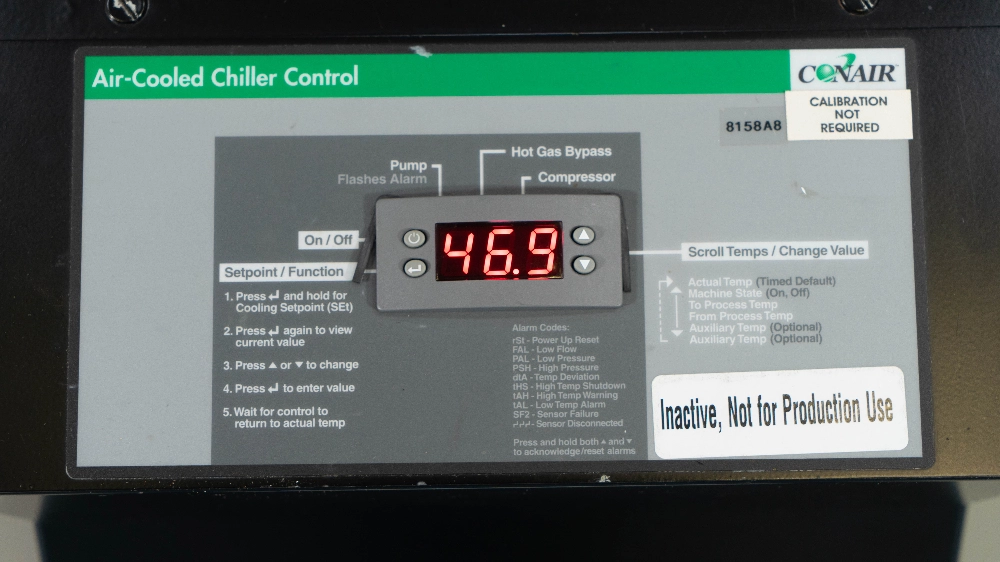 Air-Cooled Chiller Control
CONAIR
CALIBRATION
NOT
REQUIRED
8158A8
Hot Gas Bypass
Pump
Flashes Alarm
Compressor
46.9
On / Off
Setpoint / Function
1. Press ↵ and hold for
Cooling Setpoint (SEt)
2. Press ↵ again to view
current value
3. Press ▲ or ▼ to change
4. Press ↵ to enter value
5. Wait for control to
return to actual temp
Scroll Temps / Change Value
Actual Temp (Timed Default)
Machine State (On, Off)
To Process Temp
From Process Temp
Auxiliary Temp (Optional)
Auxiliary Temp (Optional)
Alarm Codes:
rSt - Power Up Reset
FAL - Low Flow
PAL - Low Pressure
PSH - High Pressure
dtA - Temp Deviation
tHS - High Temp Shutdown
tAH - High Temp Warning
tAL - Low Temp Alarm
SF2 - Sensor Failure
- Sensor Disconnected
Press and hold both ▲ and ▼
to acknowledge/reset alarms
Inactive, Not for Production Use